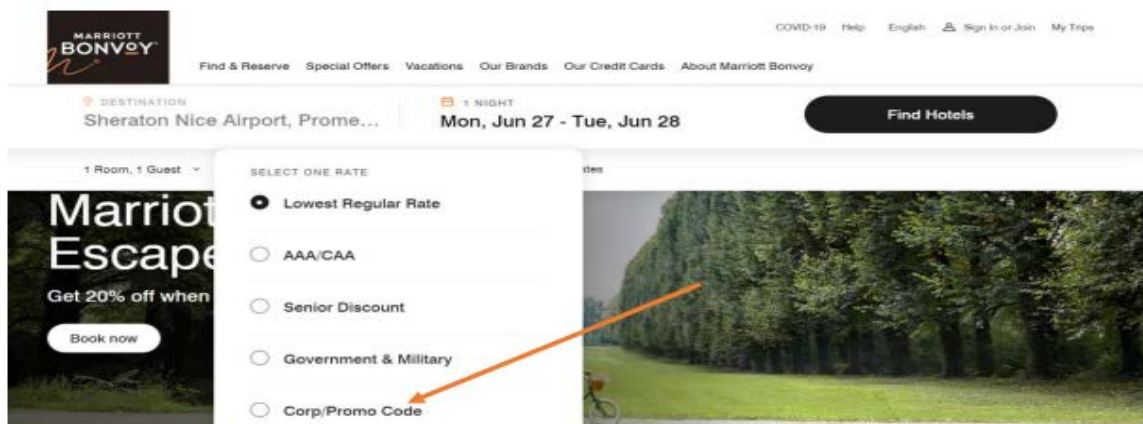 COVID-19 Help English Sign In or Join My Trips
MARRIOTT
BONVOY
Find & Reserve Special Offers Vacations Our Brands Our Credit Cards About Marriott Bonvoy
DESTINATION
Sheraton Nice Airport, Prome...
1 NIGHT
Mon, Jun 27 - Tue, Jun 28
Find Hotels
1 Room, 1 Guest
SELECT ONE RATE
Lowest Regular Rate
AAA/CAA
Senior Discount
Government & Military
Corp/Promo Code
Marriot
Escape
Get 20% off when
Book now